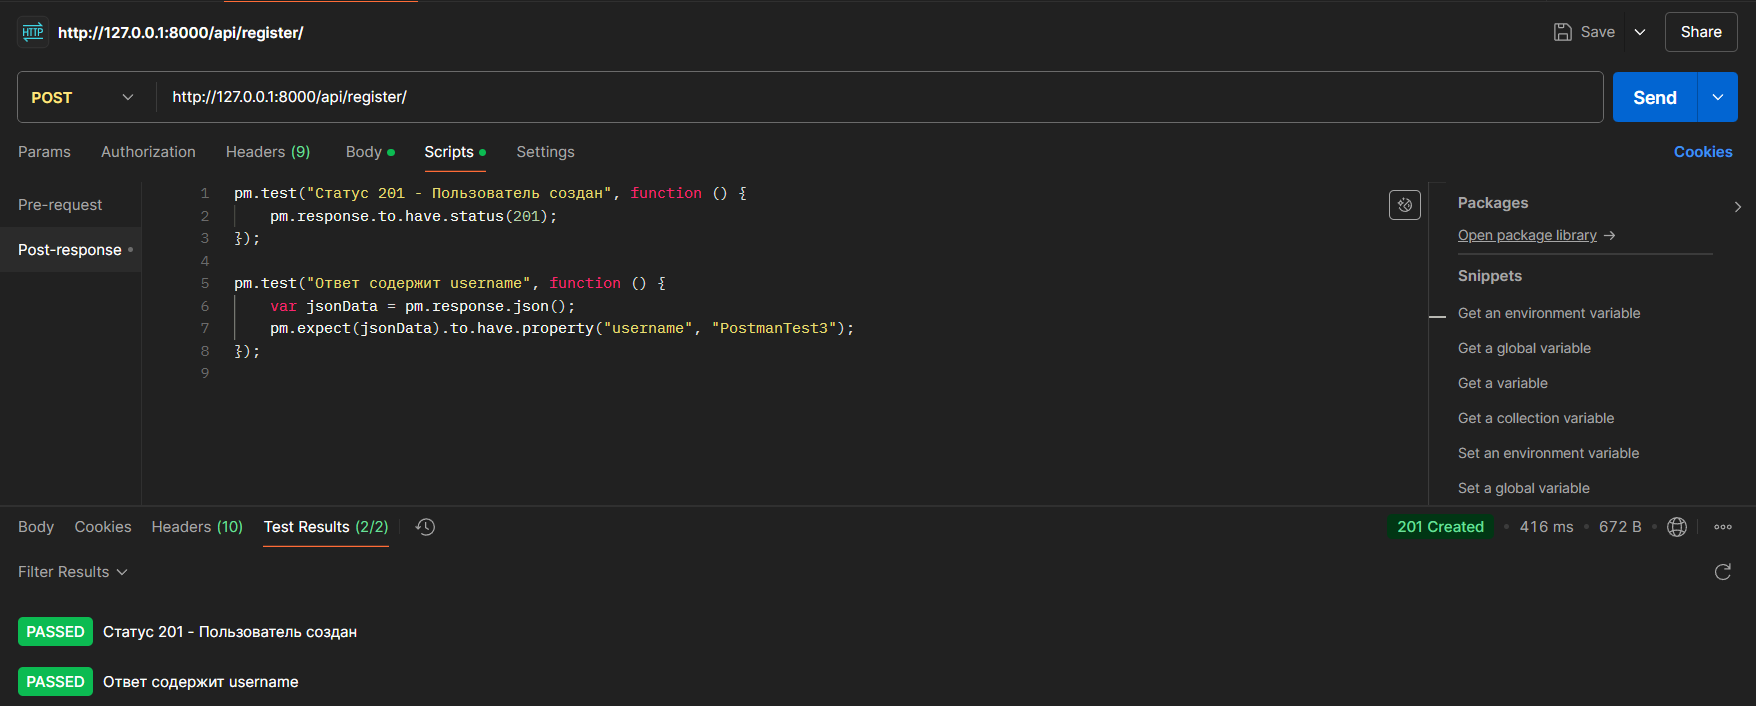 HTTP http://127.0.0.1:8000/api/register/ Save Share
POST http://127.0.0.1:8000/api/register/ Send
Params Authorization Headers (9) Body Scripts Settings Cookies
Pre-request
Post-response
1 pm.test("Статус 201 - Пользователь создан", function () {
2 pm.response.to.have.status(201);
3 });
4
5 pm.test("Ответ содержит username", function () {
6 var jsonData = pm.response.json();
7 pm.expect(jsonData).to.have.property("username", "PostmanTest3");
8 });
9
Packages
Open package library →
Snippets
Get an environment variable
Get a global variable
Get a variable
Get a collection variable
Set an environment variable
Set a global variable
Body Cookies Headers (10) Test Results (2/2) 201 Created • 416 ms • 672 B
Filter Results
PASSED Статус 201 - Пользователь создан
PASSED Ответ содержит username